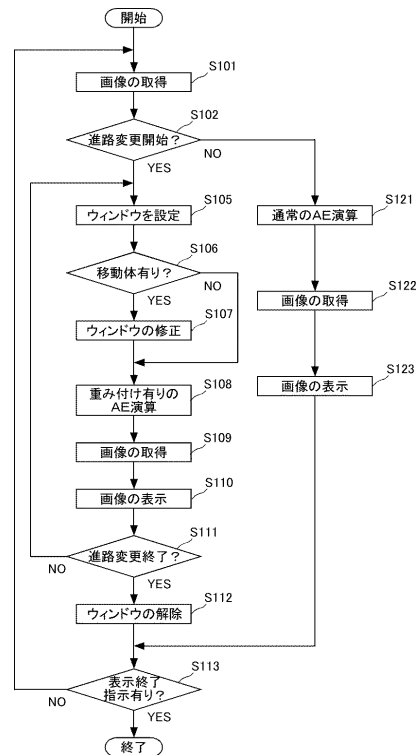 開始
S101
画像の取得
S102
進路変更開始?
YES
NO
S105
ウィンドウを設定
S106
移動体有り?
YES
NO
S107
ウィンドウの修正
S108
重み付け有りの
AE演算
S109
画像の取得
S110
画像の表示
S111
進路変更終了?
NO
YES
S112
ウィンドウの解除
S121
通常のAE演算
S122
画像の取得
S123
画像の表示
S113
表示終了
指示有り?
NO
YES
終了